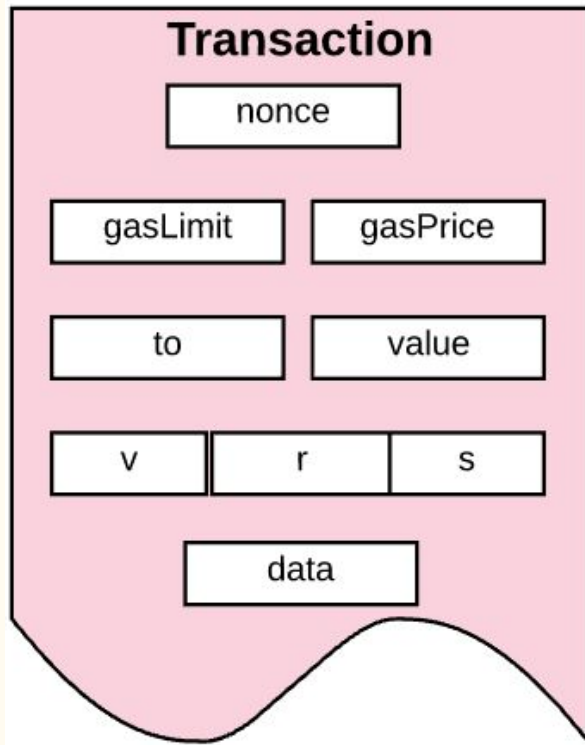 Transaction
nonce
gasLimit gasPrice
to value
v r s
data